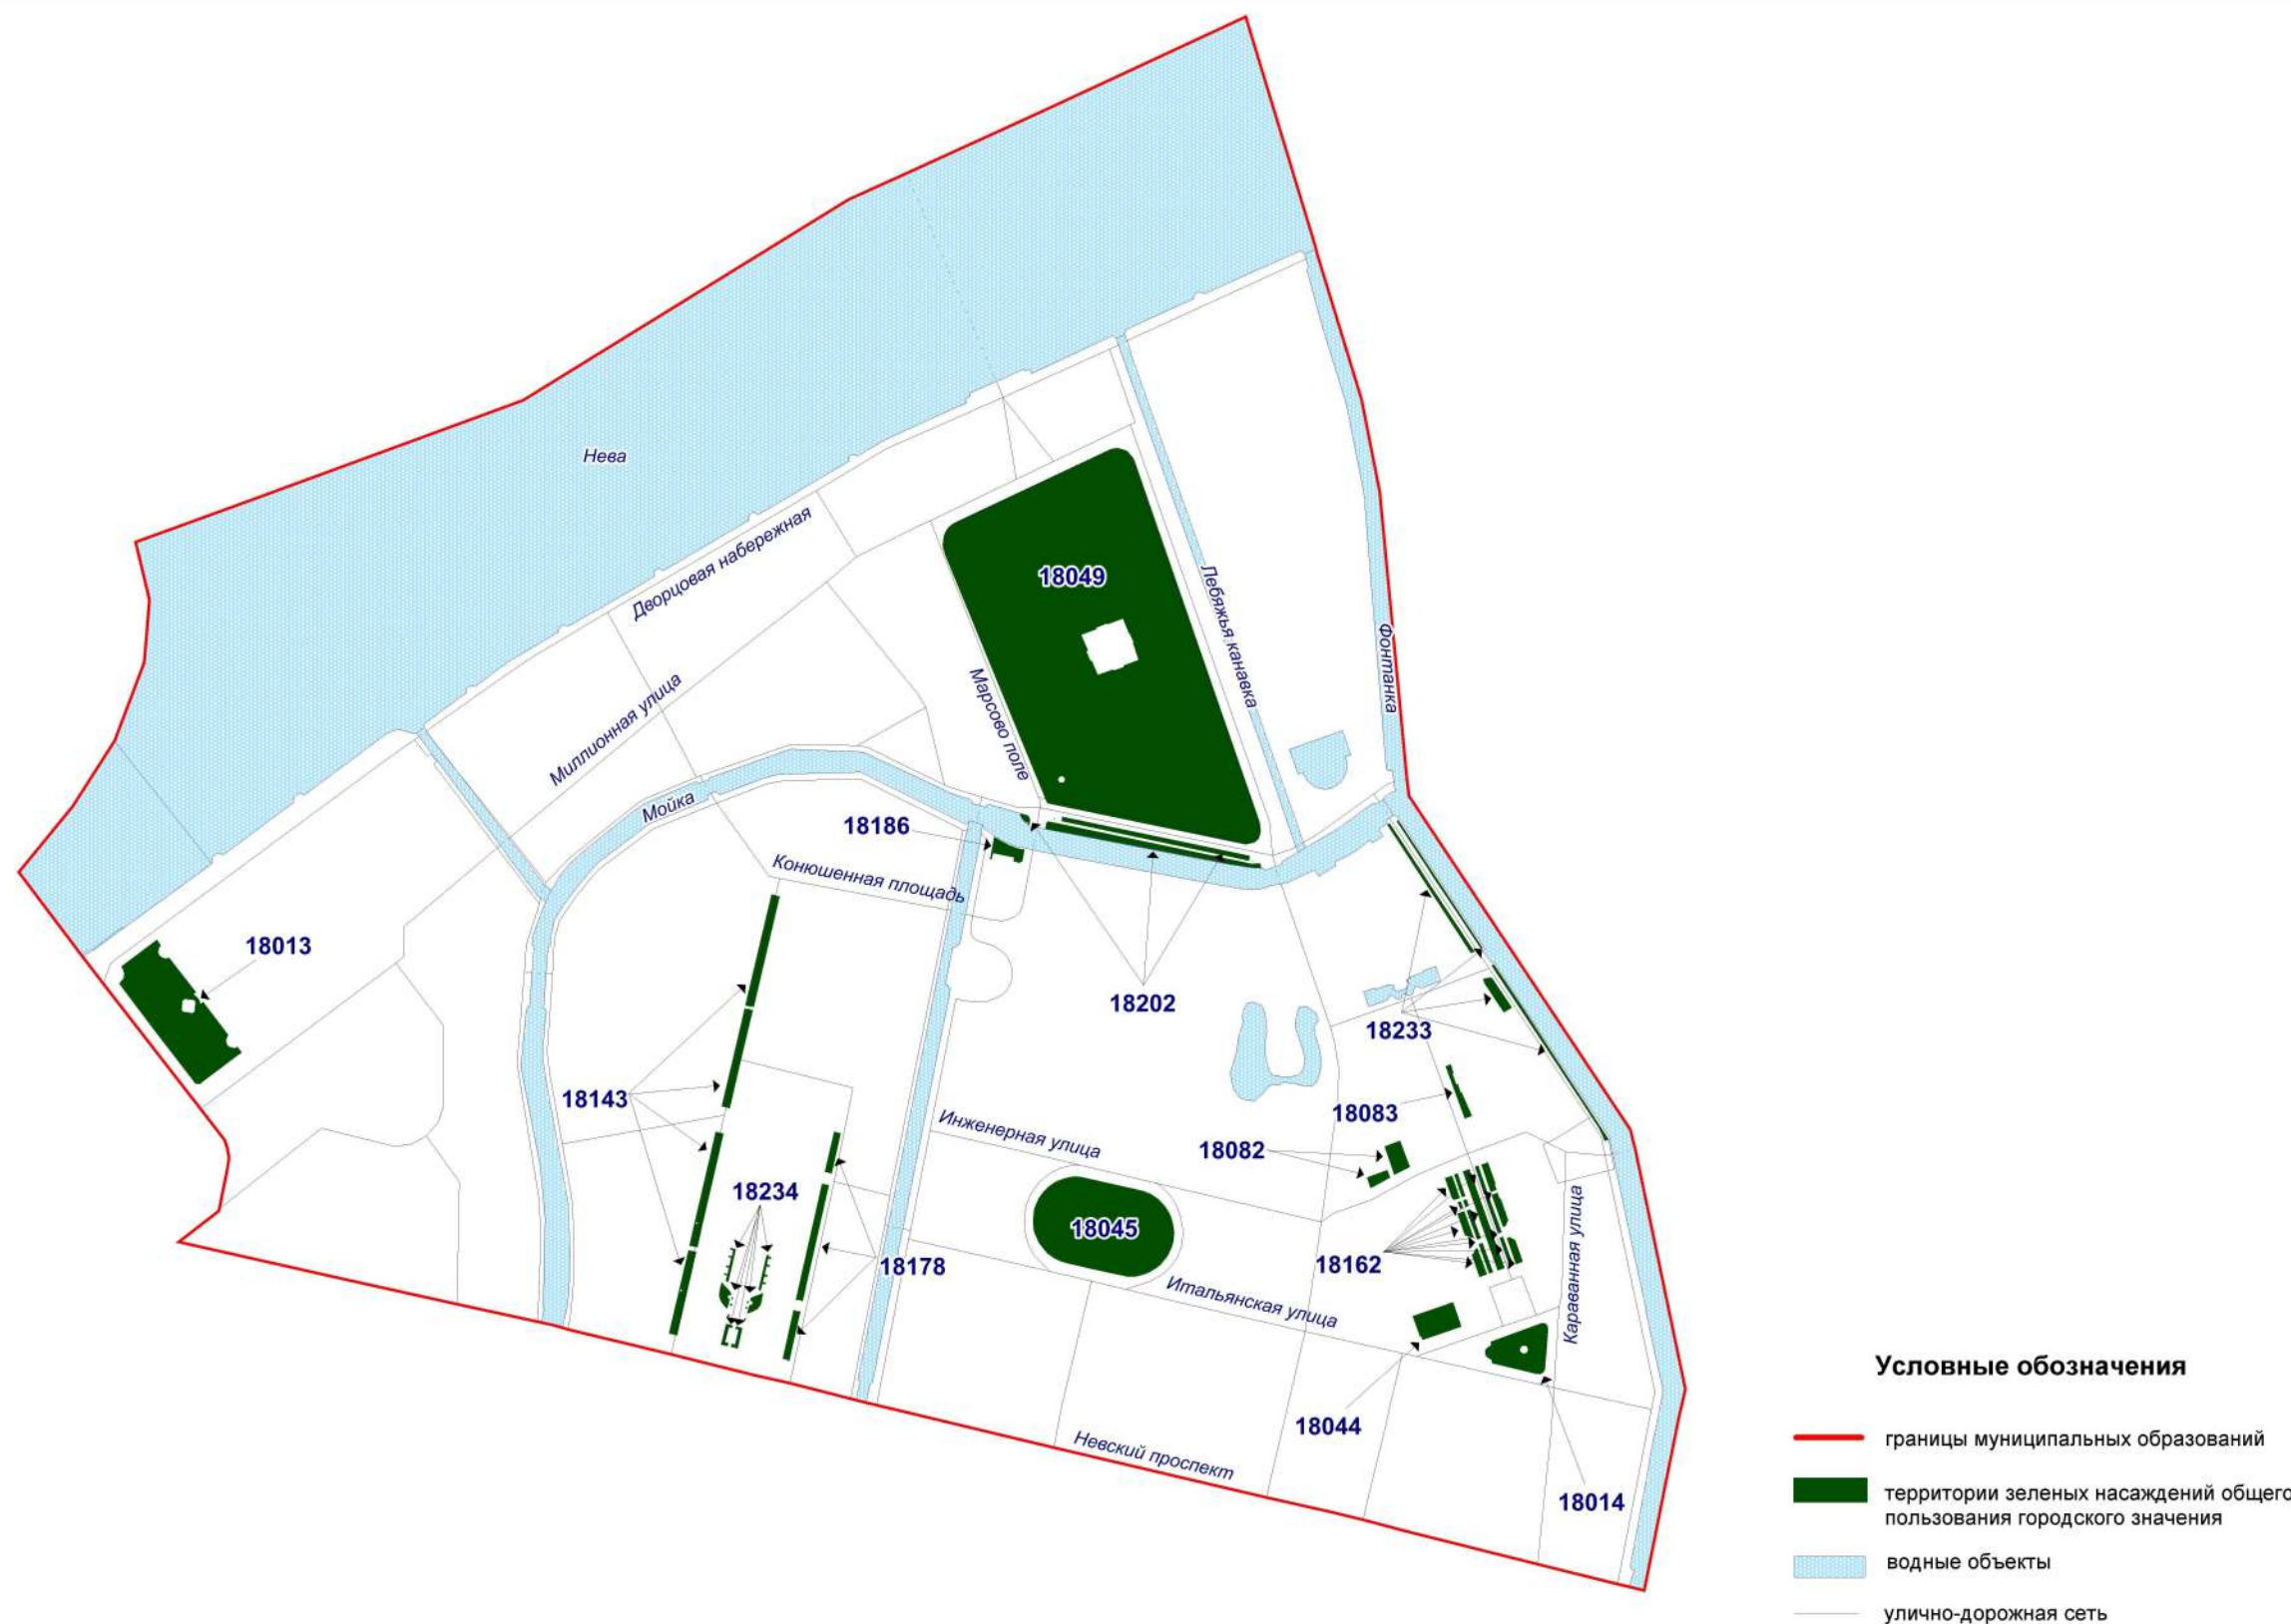 Нева
Дворцовая набережная
18049
Лебяжья канавка
Фонтанка
Миллионная улица
Марсово поле
Мойка
18186
Конюшенная площадь
18013
18202
18233
18143
18083
Инженерная улица
18082
18234
18045
18178
18162
Караванная улица
Итальянская улица
18044
Невский проспект
18014
Условные обозначения
границы муниципальных образований
территории зеленых насаждений общего
пользования городского значения
водные объекты
улично-дорожная сеть